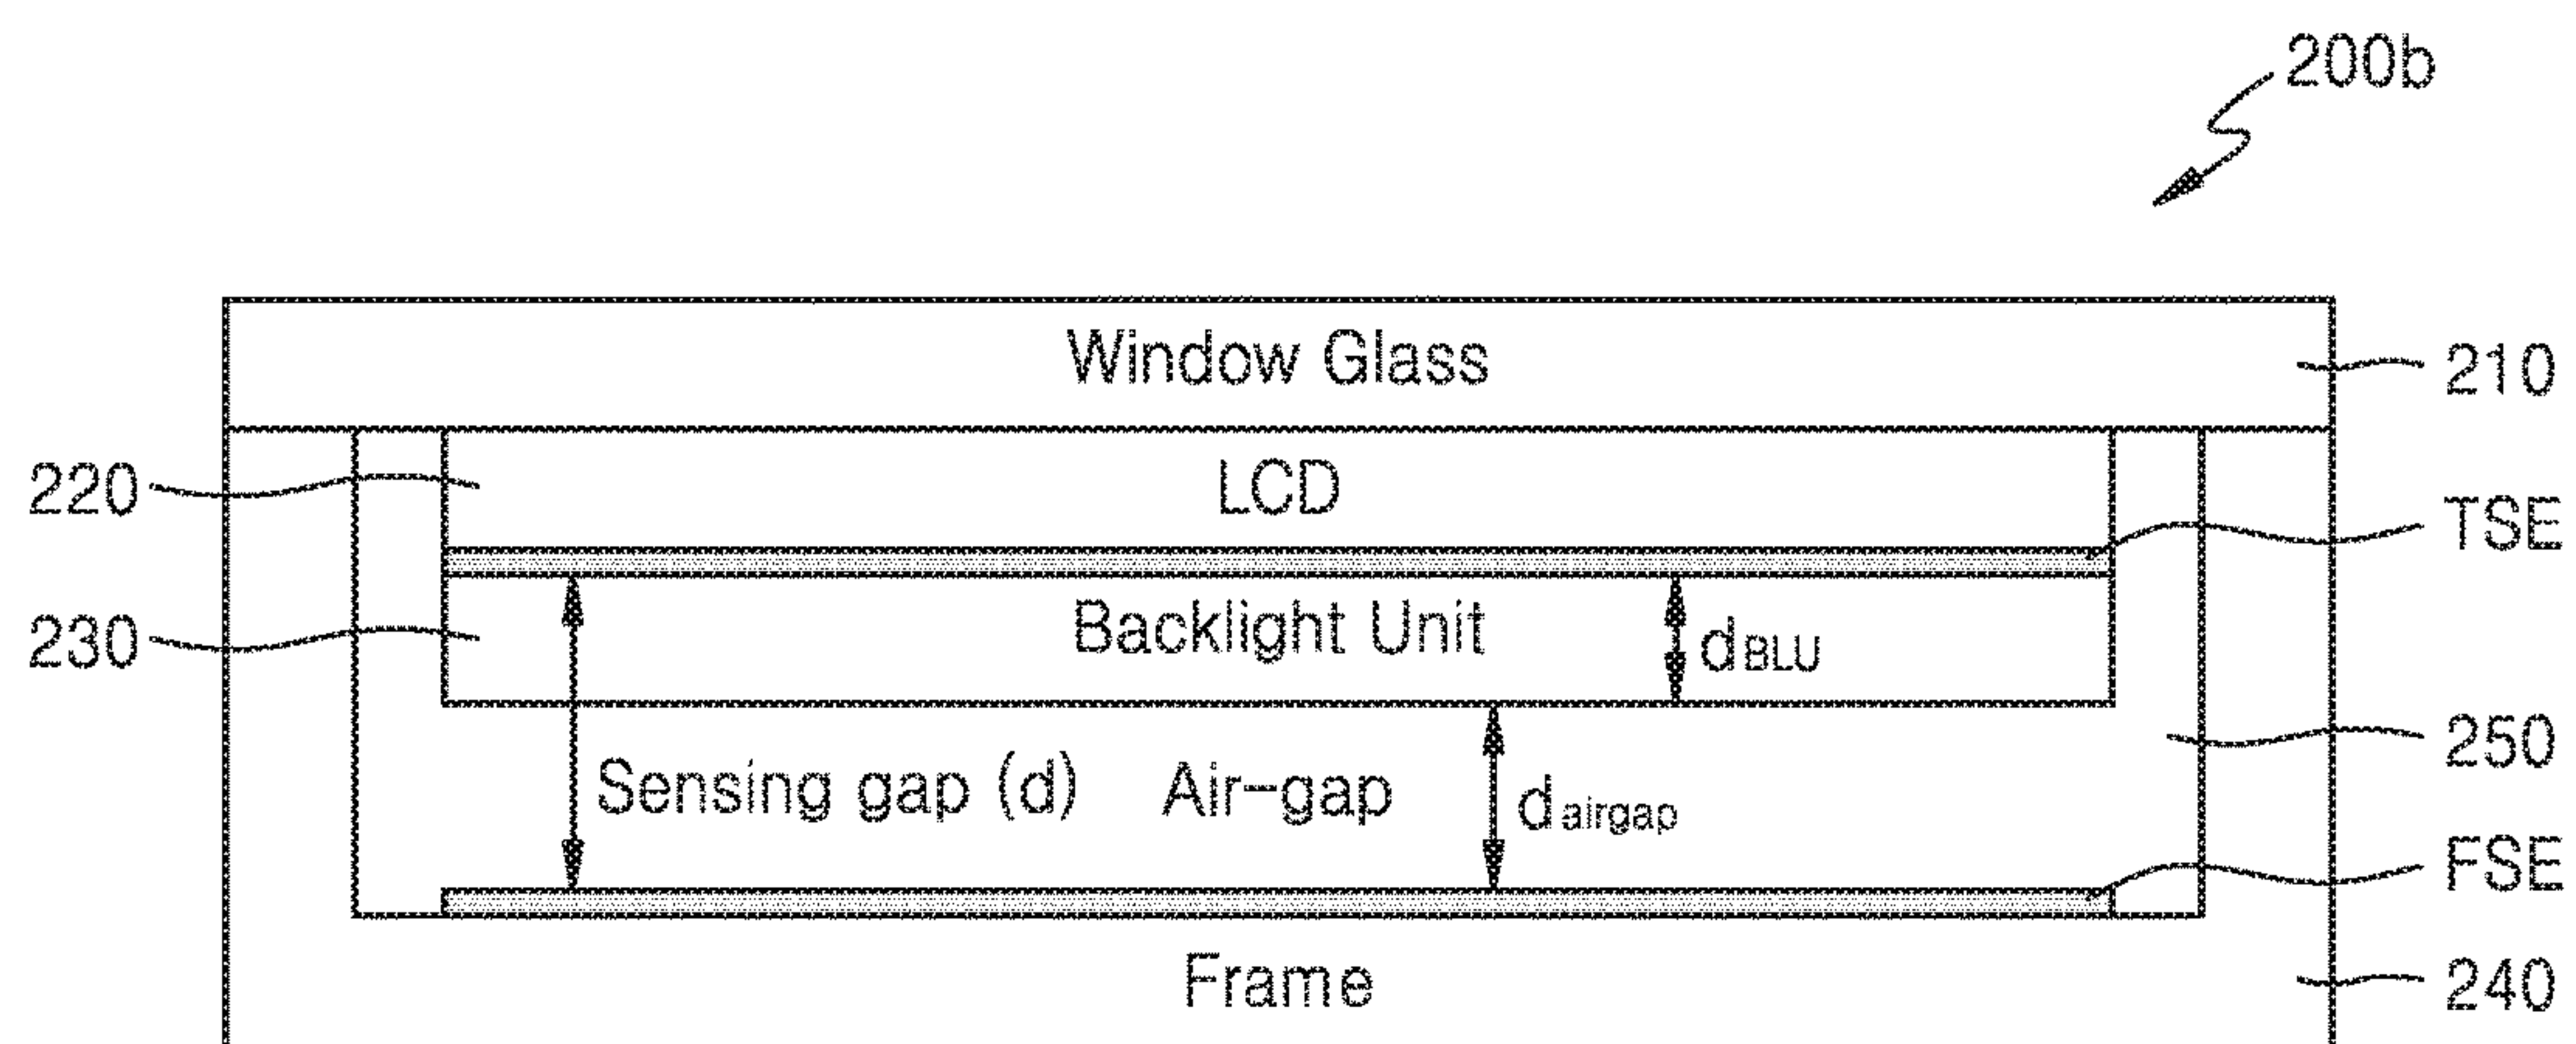 200b
Window Glass
210
220
LCD
TSE
230
Backlight Unit
dBLU
250
Sensing gap (d)
Air-gap
dairgap
FSE
Frame
240